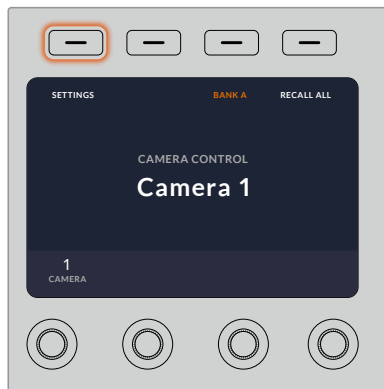 SETTINGS BANK A RECALL ALL
CAMERA CONTROL
Camera 1
1
CAMERA